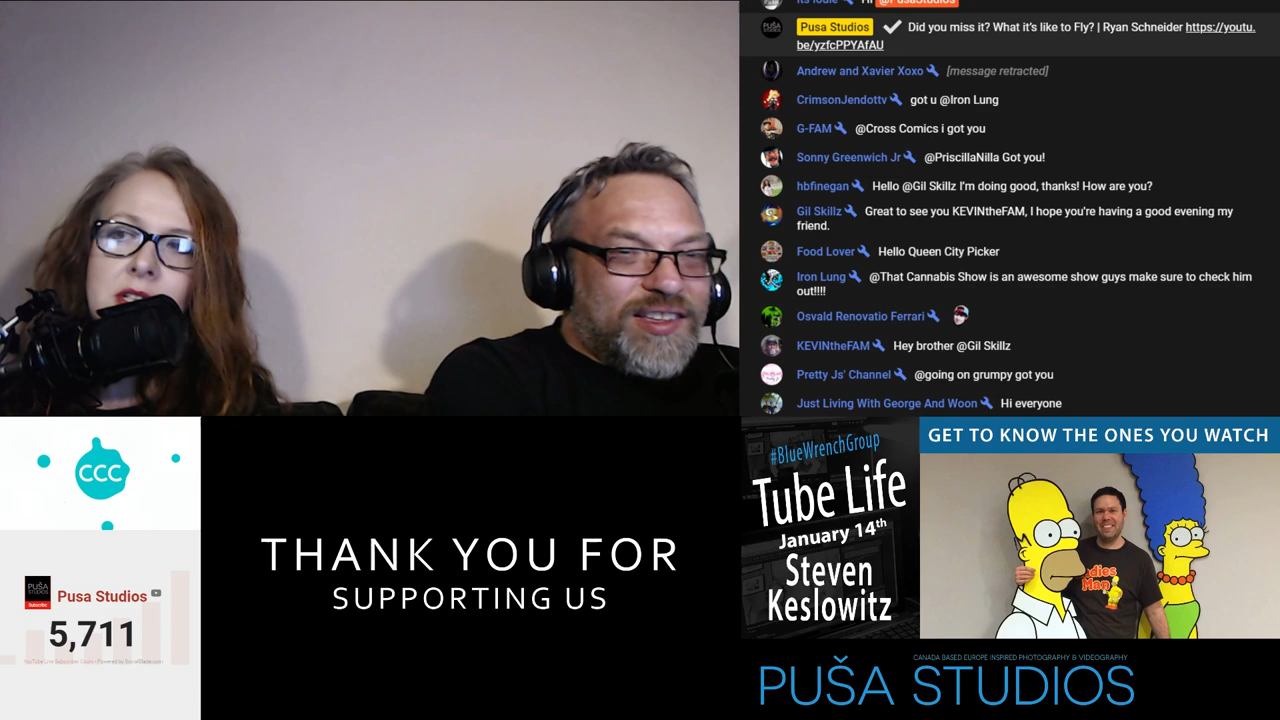 Its Ioule Hi @PusaStudios
Pusa Studios Did you miss it? What it's like to Fly? | Ryan Schneider https://youtu.
be/yzfcPPYAfAU
Andrew and Xavier Xoxo [message retracted]
CrimsonJendottv got u @Iron Lung
G-FAM @Cross Comics i got you
Sonny Greenwich Jr @PriscillaNilla Got you!
hbfinegan Hello @Gil Skillz I'm doing good, thanks! How are you?
Gil Skillz Great to see you KEVINtheFAM, I hope you're having a good evening my
friend.
Food Lover Hello Queen City Picker
Iron Lung @That Cannabis Show is an awesome show guys make sure to check him
out!!!!
Osvald Renovatio Ferrari
KEVINtheFAM Hey brother @Gil Skillz
Pretty Js' Channel @going on grumpy got you
Just Living With George And Woon Hi everyone
CCC
PUŠA
STUDIOS
Subscribe
Pusa Studios
5,711
THANK YOU FOR
SUPPORTING US
#BlueWrenchGroup
Tube Life
January 14th
Steven
Keslowitz
GET TO KNOW THE ONES YOU WATCH
CANADA BASED EUROPE INSPIRED PHOTOGRAPHY & VIDEOGRAPHY
PUŠA STUDIOS